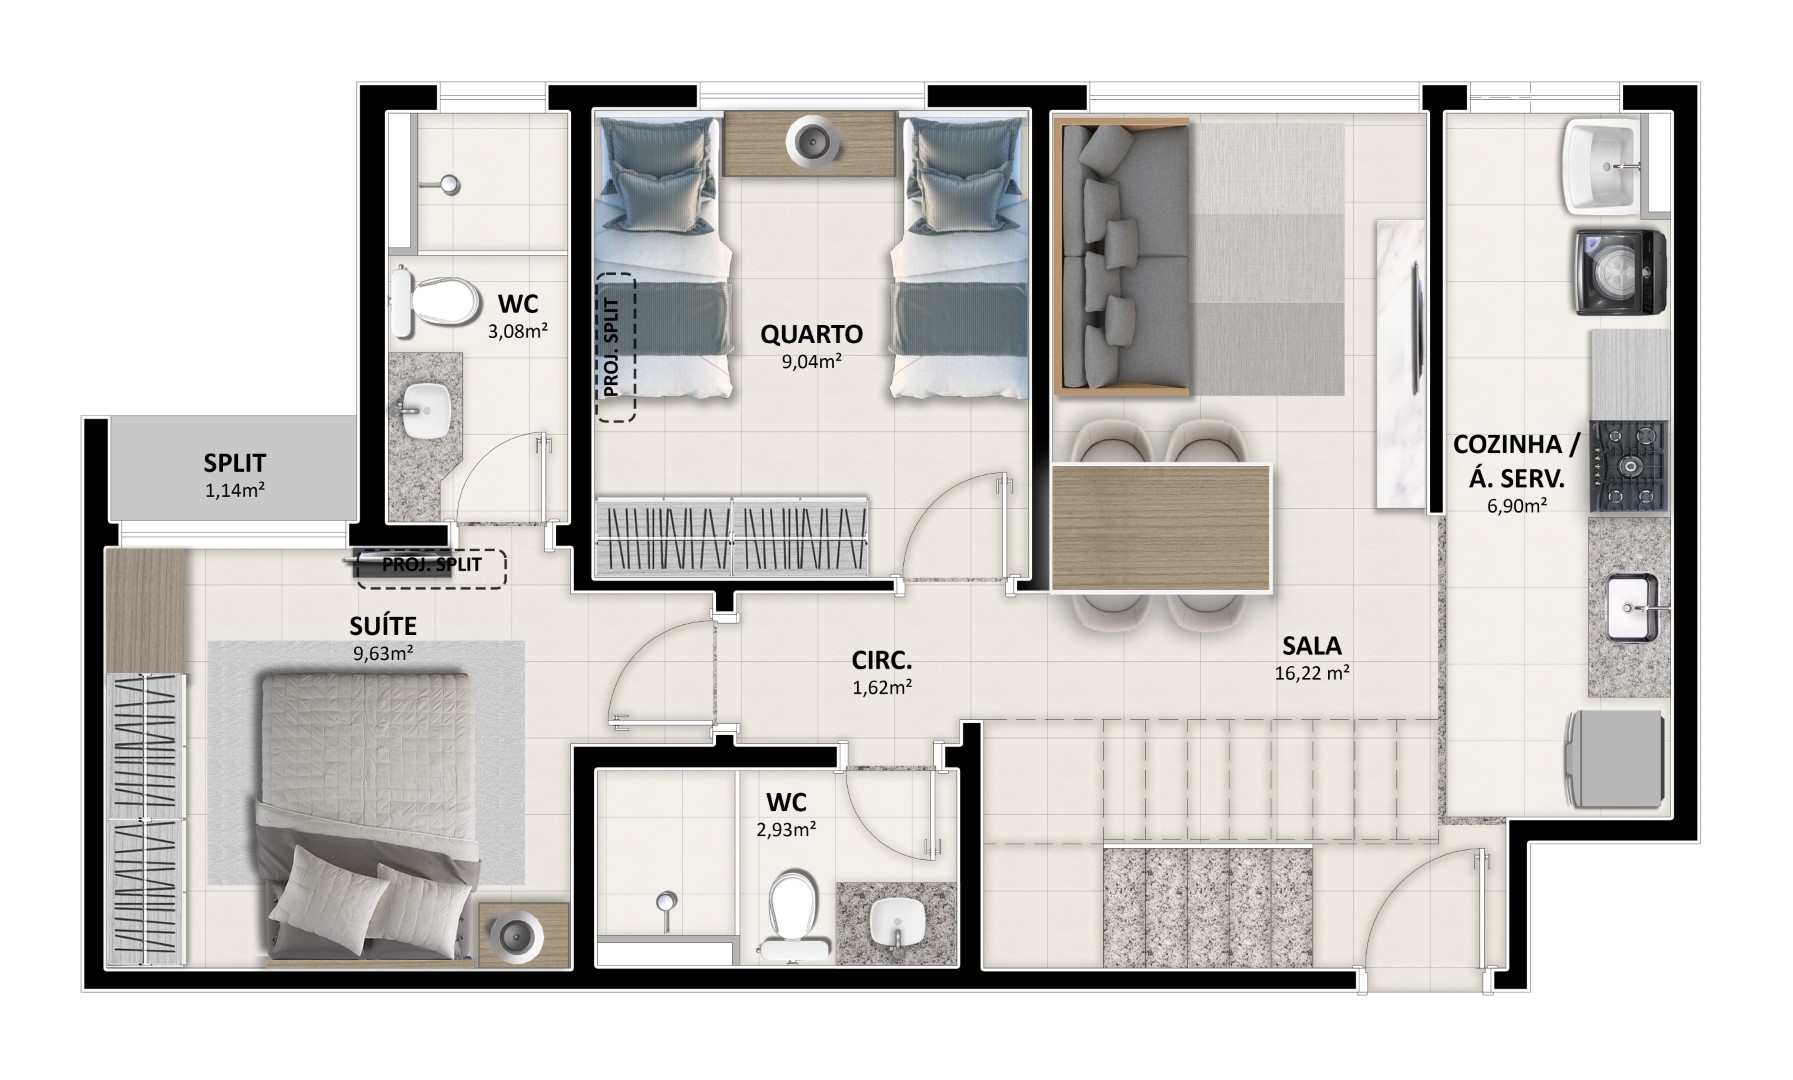 WC
3,08m²
QUARTO
9,04m²
PROJ. SPLIT
COZINHA /
Á. SERV.
6,90m²
SPLIT
1,14m²
PROJ. SPLIT
SUÍTE
9,63m²
CIRC.
1,62m²
SALA
16,22 m²
WC
2,93m²